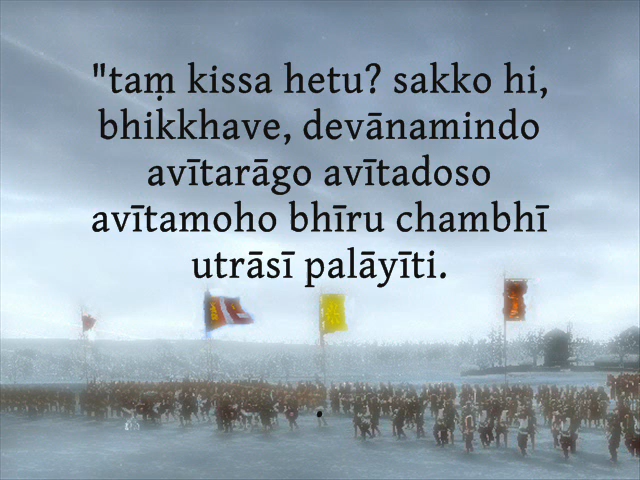 "taṃ kissa hetu? sakko hi,
bhikkhave, devānamindo
avītarāgo avītadoso
avītamoho bhīru chambhī
utrāsī palāyīti.
.